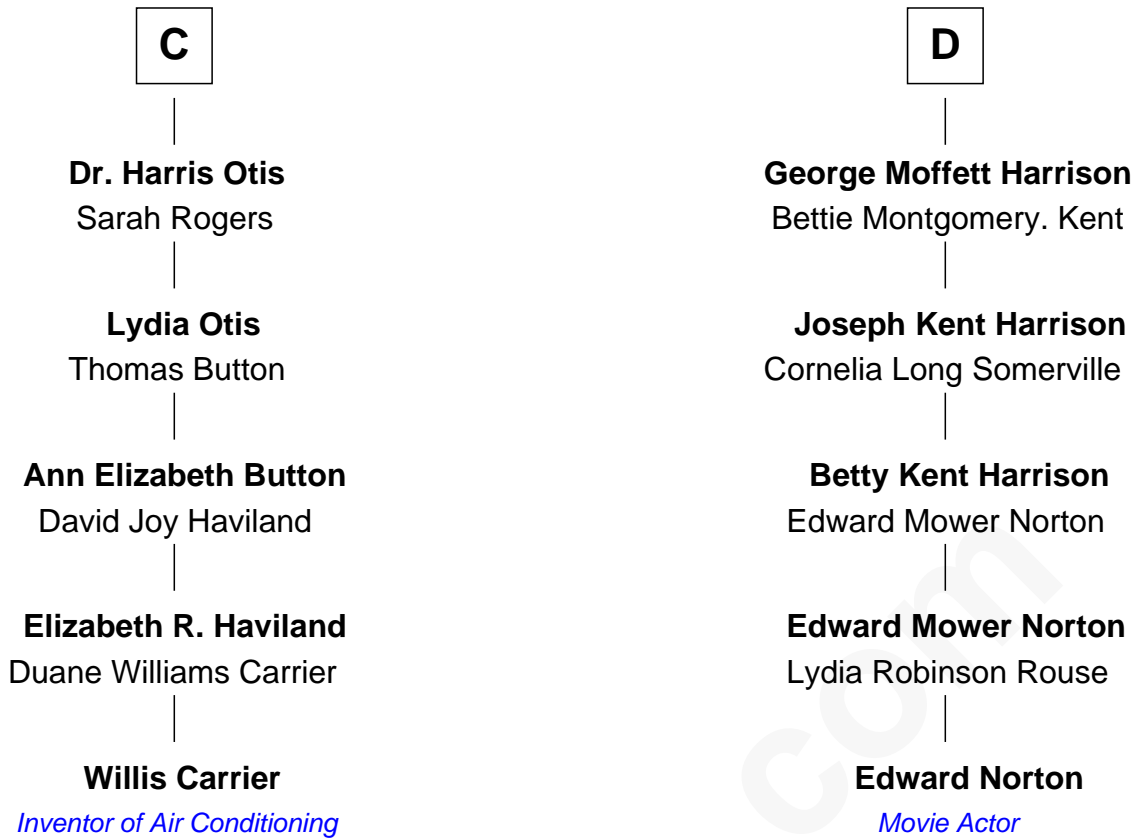 C
Dr. Harris Otis
Sarah Rogers
Lydia Otis
Thomas Button
Ann Elizabeth Button
David Joy Haviland
Elizabeth R. Haviland
Duane Williams Carrier
Willis Carrier
Inventor of Air Conditioning
D
George Moffett Harrison
Bettie Montgomery. Kent
Joseph Kent Harrison
Cornelia Long Somerville
Betty Kent Harrison
Edward Mower Norton
Edward Mower Norton
Lydia Robinson Rouse
Edward Norton
Movie Actor
com